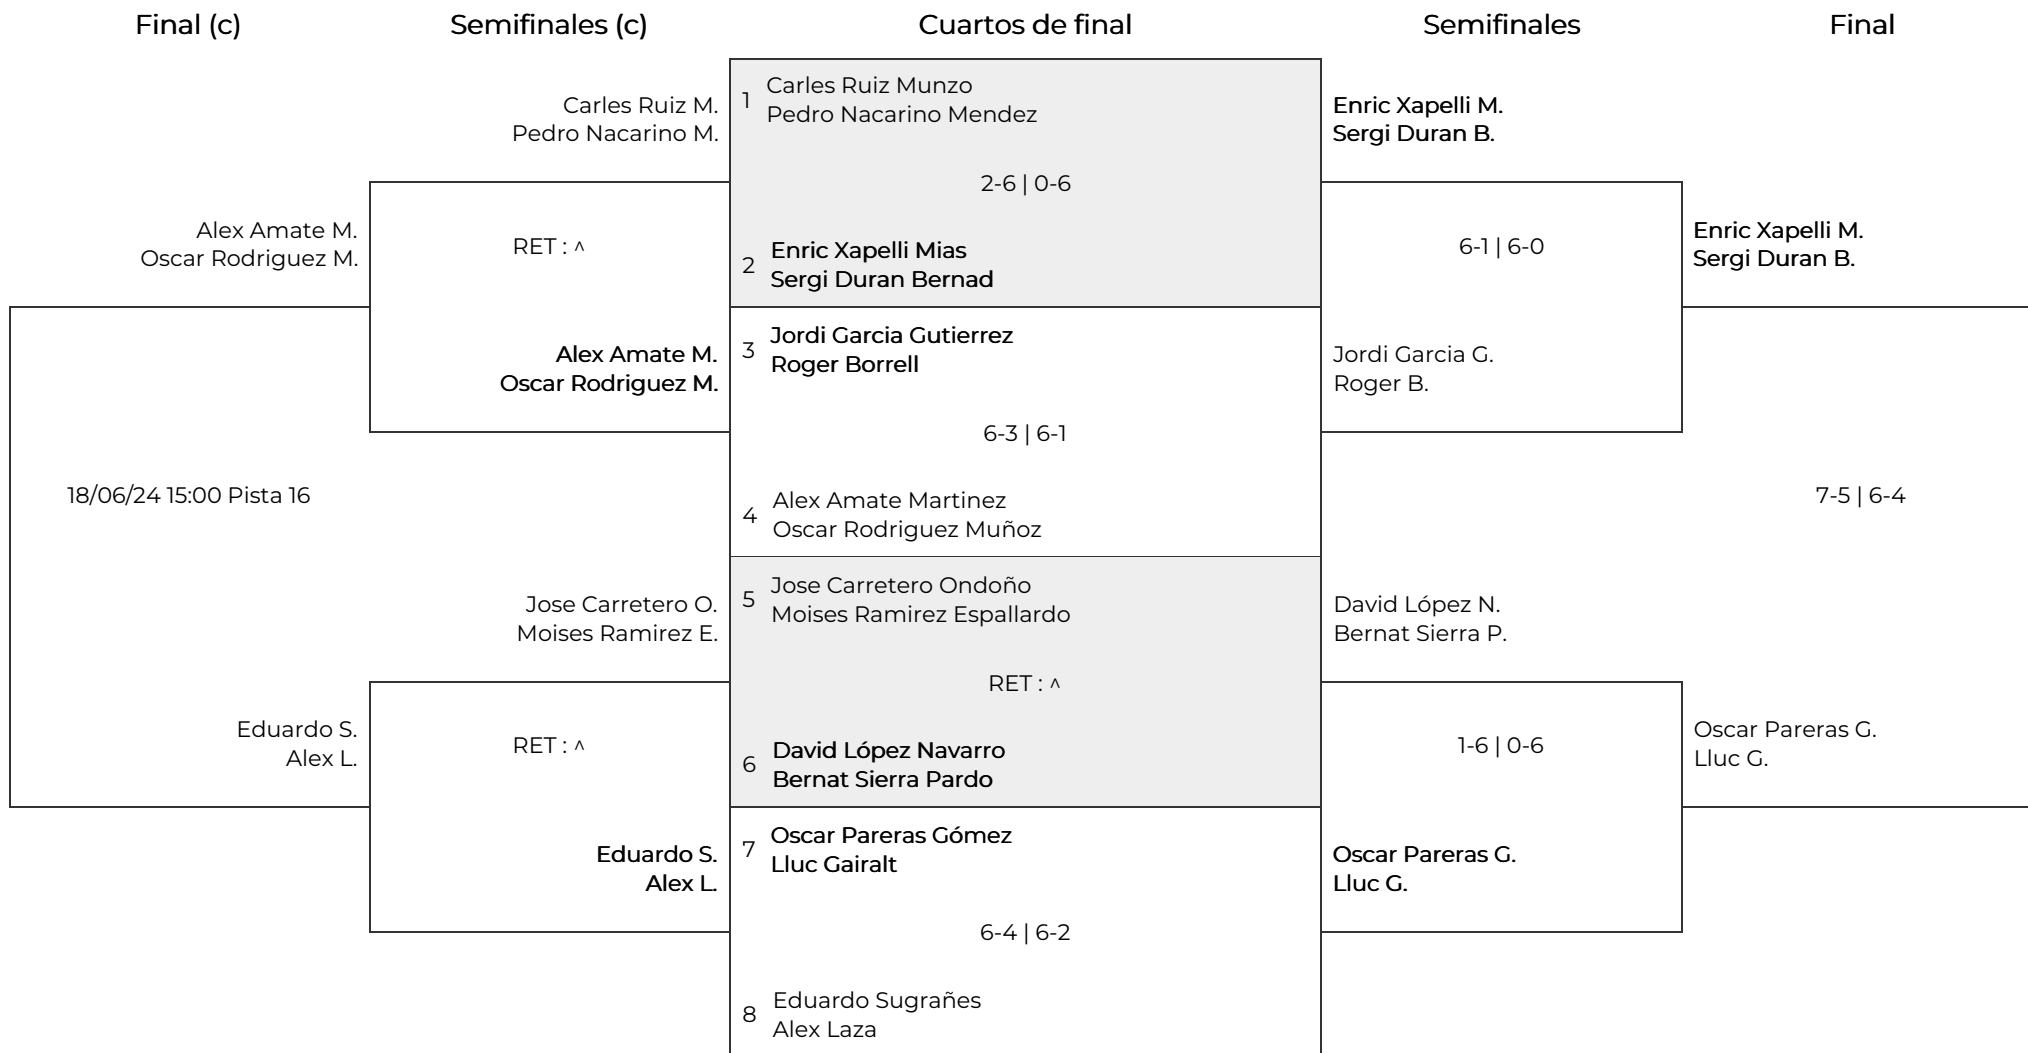 Final (c)
Semifinales (c)
Cuartos de final
Semifinales
Final
Alex Amate M.
Oscar Rodriguez M.
18/06/24 15:00 Pista 16
Eduardo S.
Alex L.
Carles Ruiz M.
Pedro Nacarino M.
RET : ^
Alex Amate M.
Oscar Rodriguez M.
Jose Carretero O.
Moises Ramirez E.
RET : ^
Eduardo S.
Alex L.
1
Carles Ruiz Munzo
Pedro Nacarino Mendez
2-6 | 0-6
2
Enric Xapelli Mias
Sergi Duran Bernad
3
Jordi Garcia Gutierrez
Roger Borrell
6-3 | 6-1
4
Alex Amate Martinez
Oscar Rodriguez Muñoz
5
Jose Carretero Ondoño
Moises Ramirez Espallardo
RET : ^
6
David López Navarro
Bernat Sierra Pardo
7
Oscar Pareras Gómez
Lluc Gairalt
6-4 | 6-2
8
Eduardo Sugrañes
Alex Laza
Enric Xapelli M.
Sergi Duran B.
6-1 | 6-0
Jordi Garcia G.
Roger B.
David López N.
Bernat Sierra P.
1-6 | 0-6
Oscar Pareras G.
Lluc G.
Enric Xapelli M.
Sergi Duran B.
7-5 | 6-4
Oscar Pareras G.
Lluc G.